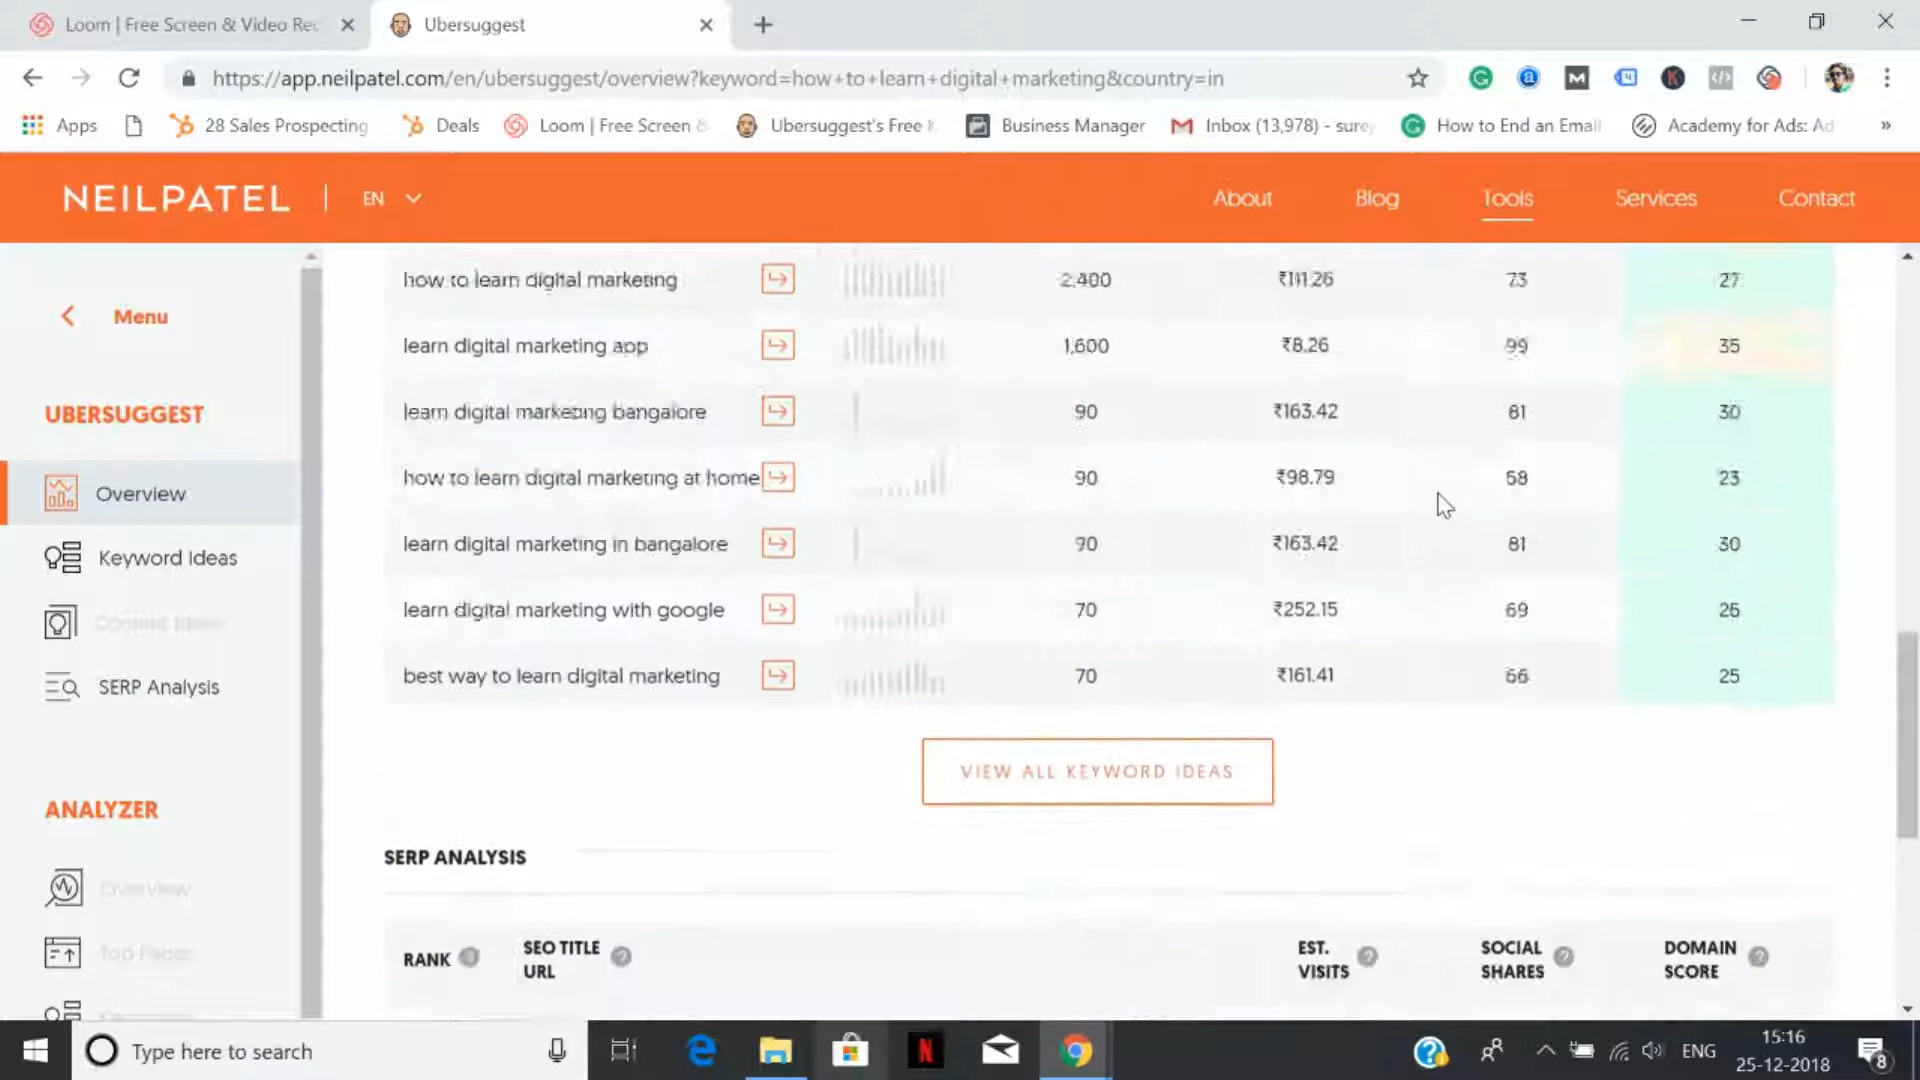 Loom | Free Screen & Video Rec
Ubersuggest
https://app.neilpatel.com/en/ubersuggest/overview?keyword=how+to+learn+digital+marketing&country=in
Apps
28 Sales Prospecting
Deals
Loom | Free Screen &
Ubersuggest's Free K
Business Manager
Inbox (13,978) - sure
How to End an Email
Academy for Ads: Ad
»
NEILPATEL | EN
About
Blog
Tools
Services
Contact
Menu
UBERSUGGEST
Overview
Keyword Ideas
Content Ideas
SERP Analysis
ANALYZER
Overview
Top Pages
how to learn digital marketing 2,400 ₹111.26 73 27
learn digital marketing app 1,600 ₹8.26 99 35
learn digital marketing bangalore 90 ₹163.42 81 30
how to learn digital marketing at home 90 ₹98.79 58 23
learn digital marketing in bangalore 90 ₹163.42 81 30
learn digital marketing with google 70 ₹252.15 69 26
best way to learn digital marketing 70 ₹161.41 66 25
VIEW ALL KEYWORD IDEAS
SERP ANALYSIS
RANK
SEO TITLE
URL
EST.
VISITS
SOCIAL
SHARES
DOMAIN
SCORE
Type here to search
ENG
15:16
25-12-2018
8